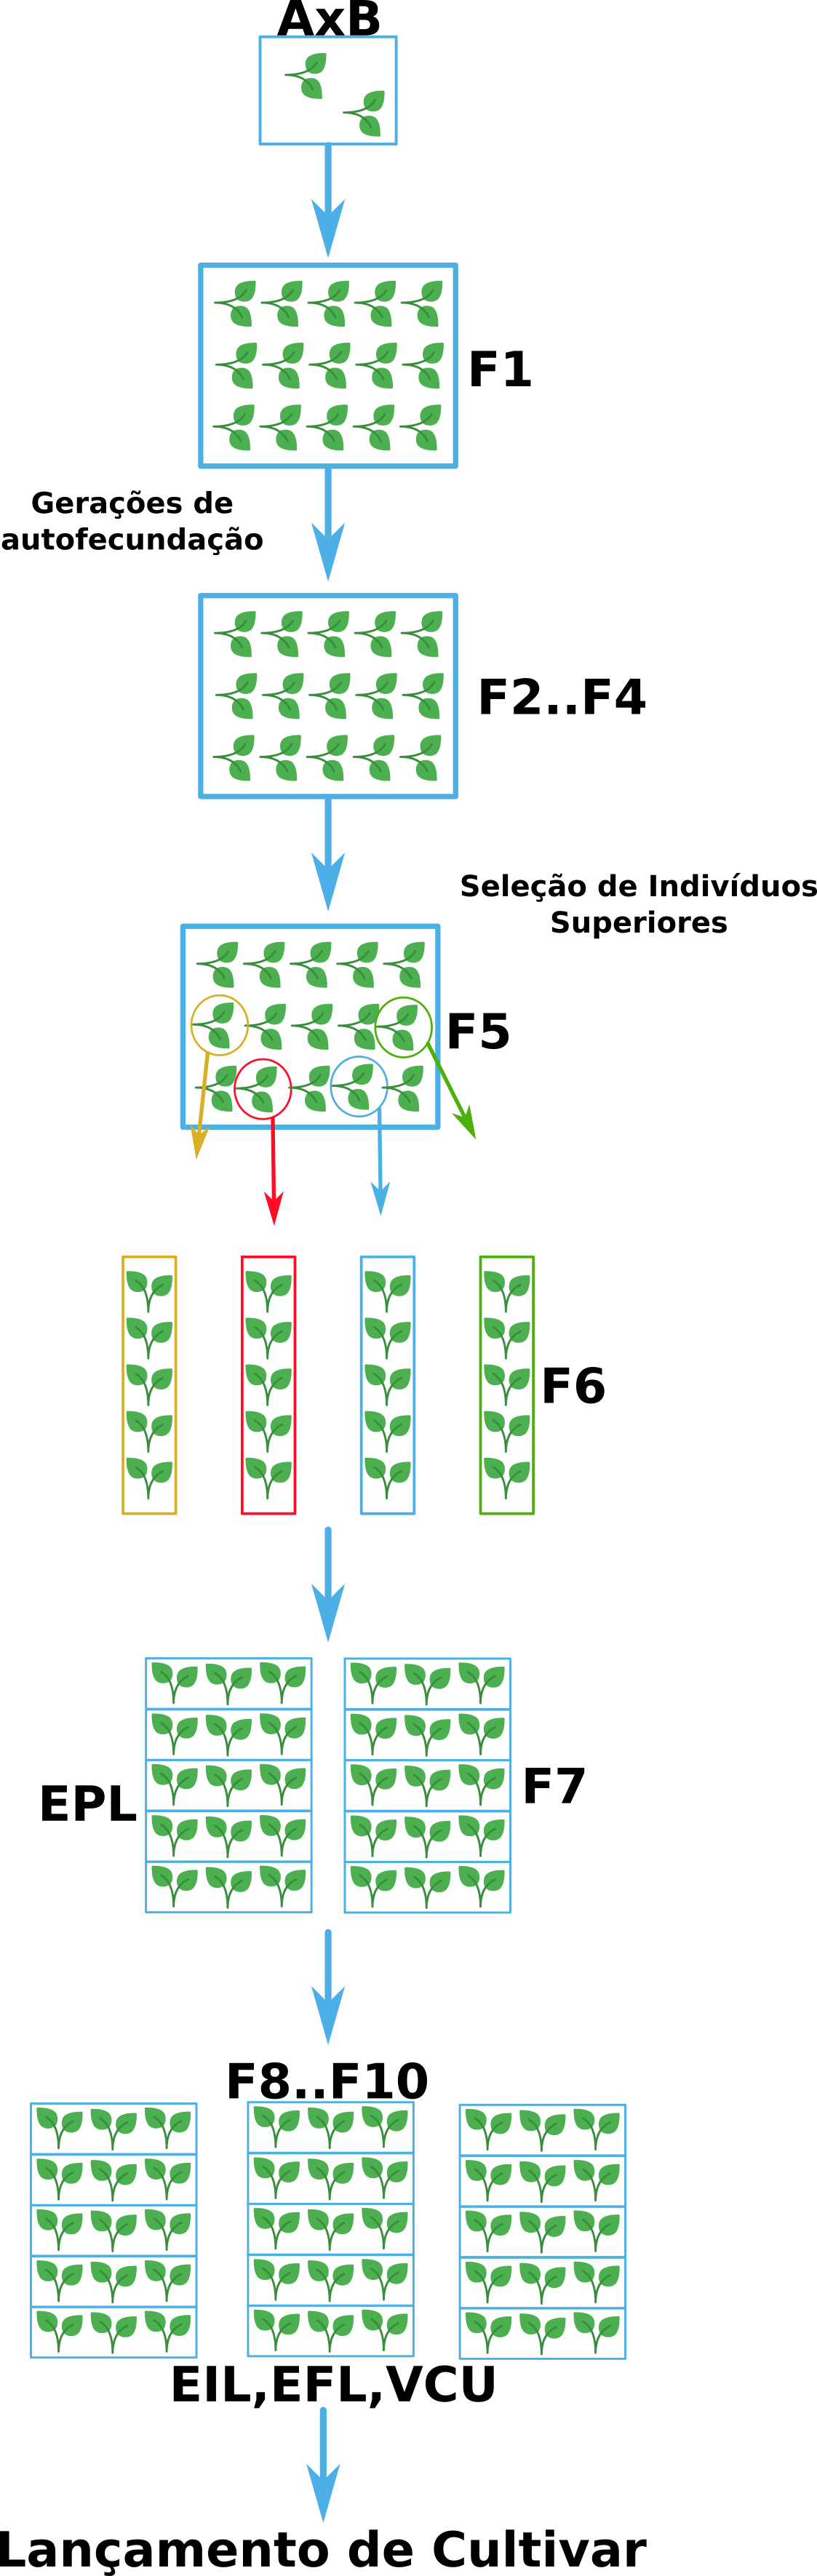 AxB
F1
Gerações de
autofecundação
F2..F4
Seleção de Indivíduos
Superiores
F5
F6
EPL
F7
F8..F10
EIL,EFL,VCU
Lançamento de Cultivar